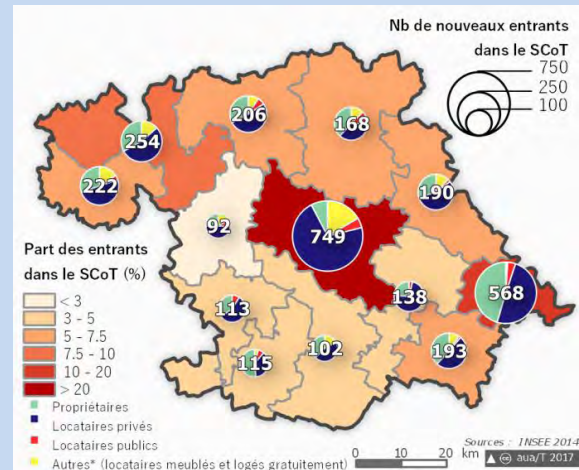 Nb de nouveaux entrants
dans le SCoT
750
250
100
206
168
254
222
190
92
749
568
138
113
102
115
193
Part des entrants
dans le SCoT (%)
< 3
3 - 5
5 - 7.5
7.5 - 10
10 - 20
> 20
Propriétaires
Locataires privés
Locataires publics
Autres* (locataires meublés et logés gratuitement)
0 10 20 km
Sources : INSEE 2014
cc aua/T 2017